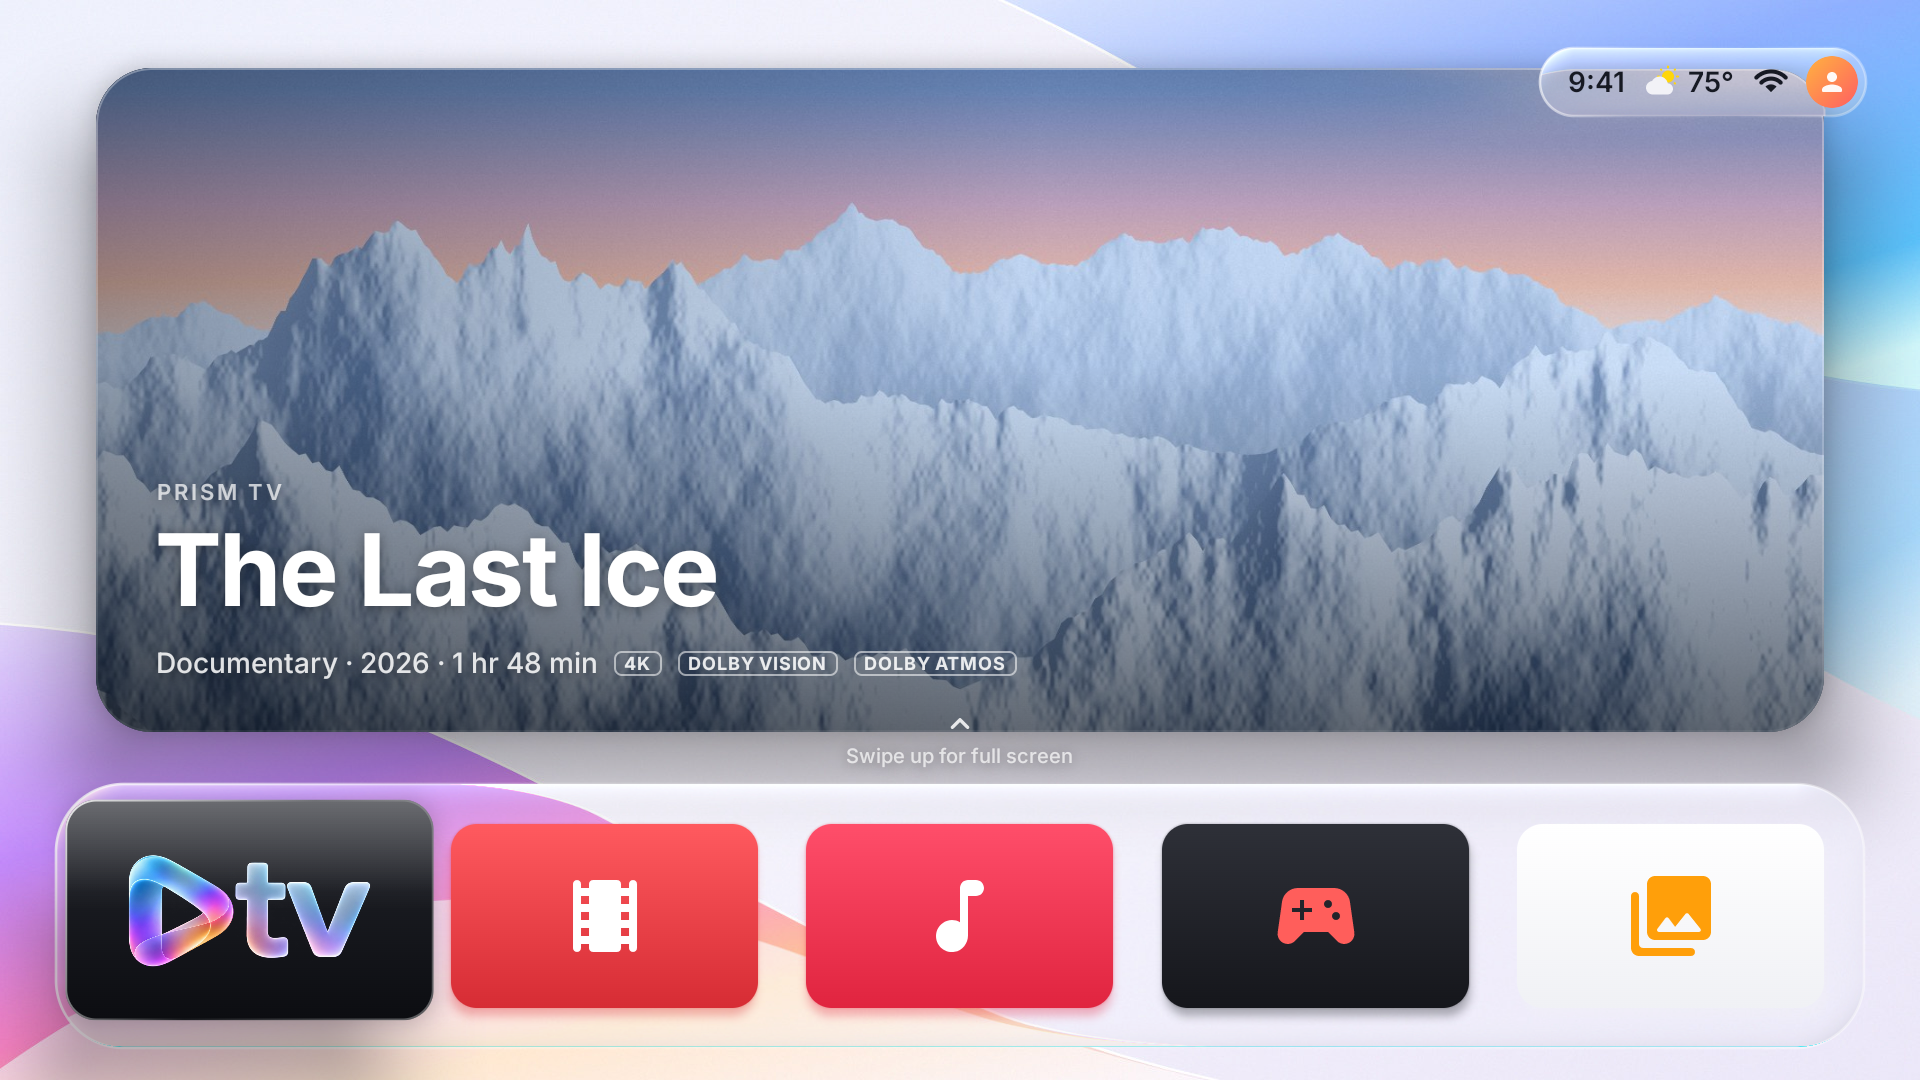 9:41 75°
PRISM TV
The Last Ice
Documentary · 2026 · 1 hr 48 min 4K DOLBY VISION DOLBY ATMOS
Swipe up for full screen
tv